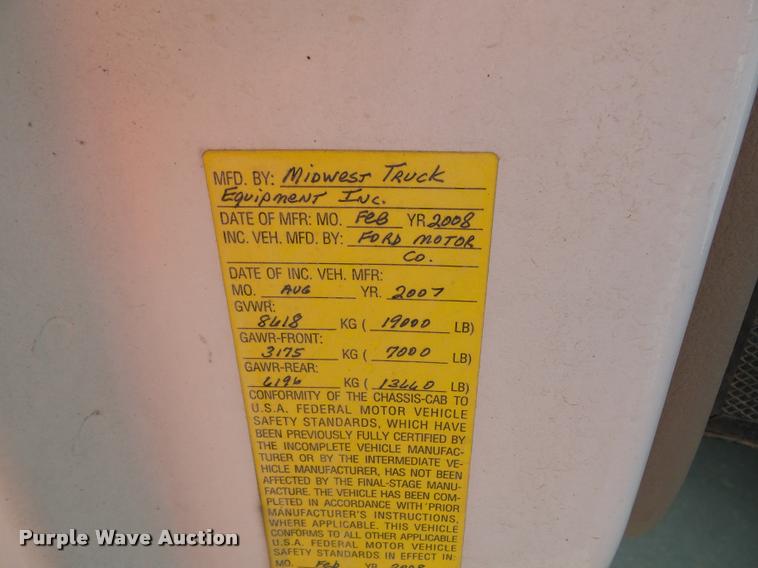 MFD. BY: Midwest Truck
Equipment Inc.
DATE OF MFR: MO. Feb YR. 2008
INC. VEH. MFD. BY: FORD MOTOR
Co.
DATE OF INC. VEH. MFR:
MO. AUG YR. 2007
GVWR:
8618 KG ( 19000 LB)
GAWR-FRONT:
3175 KG ( 7000 LB)
GAWR-REAR:
6196 KG ( 13660 LB)
CONFORMITY OF THE CHASSIS-CAB TO
U.S.A. FEDERAL MOTOR VEHICLE
SAFETY STANDARDS, WHICH HAVE
BEEN PREVIOUSLY FULLY CERTIFIED BY
THE INCOMPLETE VEHICLE MANUFAC-
TURER OR BY THE INTERMEDIATE VE-
HICLE MANUFACTURER, HAS NOT BEEN
AFFECTED BY THE FINAL-STAGE MANU-
FACTURE. THE VEHICLE HAS BEEN COM-
PLETED IN ACCORDANCE WITH 'PRIOR
MANUFACTURER'S INSTRUCTIONS,
WHERE APPLICABLE. THIS VEHICLE
CONFORMS TO ALL OTHER APPLICABLE
U.S.A. FEDERAL MOTOR VEHICLE
SAFETY STANDARDS IN EFFECT IN:
MO. Feb YR. 2008
Purple Wave Auction